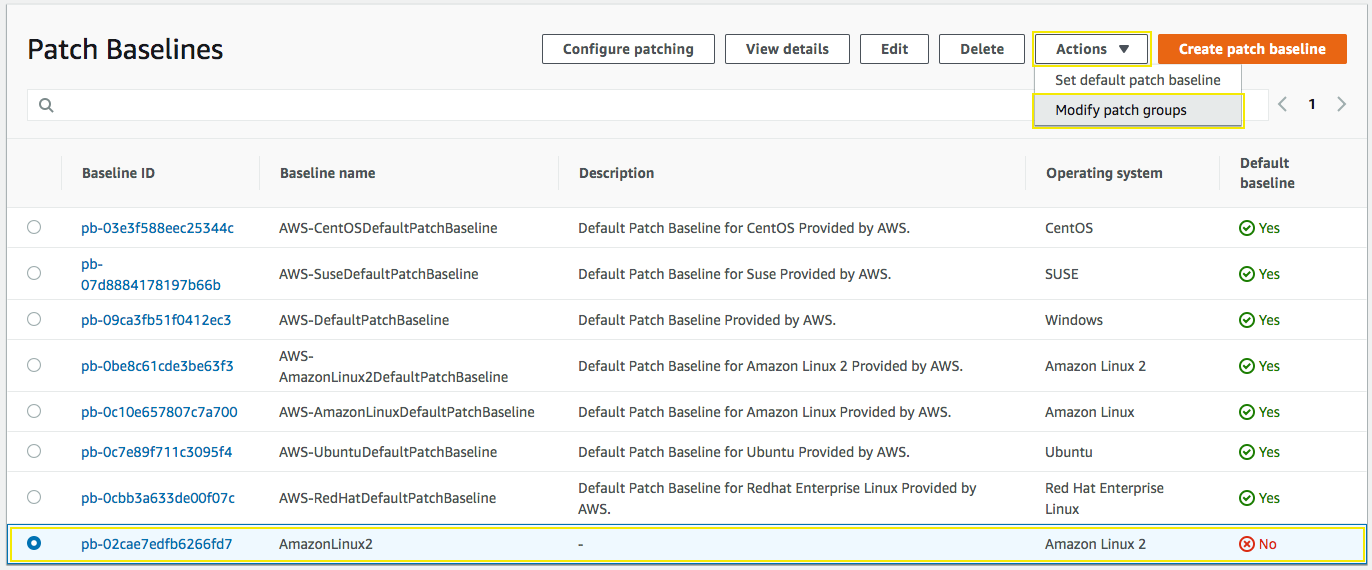 Patch Baselines
Configure patching
View details
Edit
Delete
Actions
Create patch baseline
Set default patch baseline
Modify patch groups
1
Baseline ID
Baseline name
Description
Operating system
Default
baseline
pb-03e3f588eec25344c
AWS-CentOSDefaultPatchBaseline
Default Patch Baseline for CentOS Provided by AWS.
CentOS
Yes
pb-
07d8884178197b66b
AWS-SuseDefaultPatchBaseline
Default Patch Baseline for Suse Provided by AWS.
SUSE
Yes
pb-09ca3fb51f0412ec3
AWS-DefaultPatchBaseline
Default Patch Baseline Provided by AWS.
Windows
Yes
pb-0be8c61cde3be63f3
AWS-
AmazonLinux2DefaultPatchBaseline
Default Patch Baseline for Amazon Linux 2 Provided by AWS.
Amazon Linux 2
Yes
pb-0c10e657807c7a700
AWS-AmazonLinuxDefaultPatchBaseline
Default Patch Baseline for Amazon Linux Provided by AWS.
Amazon Linux
Yes
pb-0c7e89f711c3095f4
AWS-UbuntuDefaultPatchBaseline
Default Patch Baseline for Ubuntu Provided by AWS.
Ubuntu
Yes
pb-0cbb3a633de00f07c
AWS-RedHatDefaultPatchBaseline
Default Patch Baseline for Redhat Enterprise Linux Provided by
AWS.
Red Hat Enterprise
Linux
Yes
pb-02cae7edfb6266fd7
AmazonLinux2
-
Amazon Linux 2
No